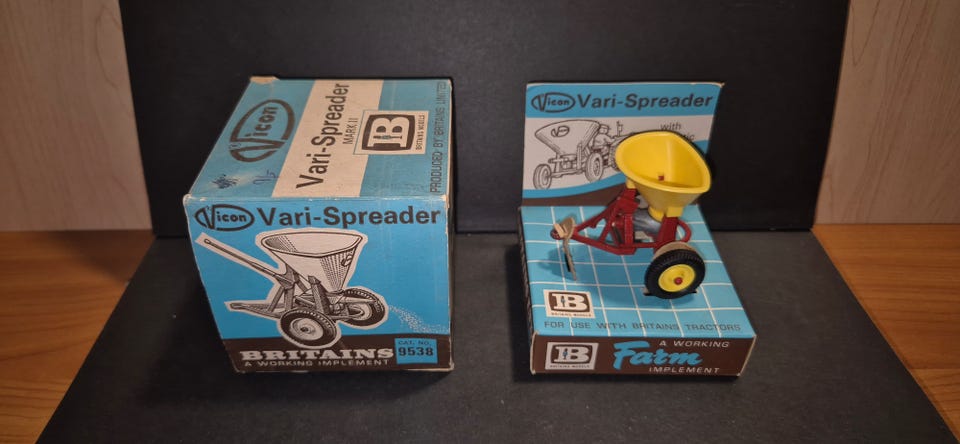 Vicon
Vari-Spreader
MARK II
B
BRITAINS MODELS
PRODUCED BY BRITAINS LIMITED
Vicon Vari-Spreader
BRITAINS
A WORKING IMPLEMENT
CAT. NO.
9538
Vicon Vari-Spreader
with
B
BRITAINS MODELS
FOR USE WITH BRITAINS TRACTORS
B
BRITAINS MODELS
A WORKING
Farm
IMPLEMENT